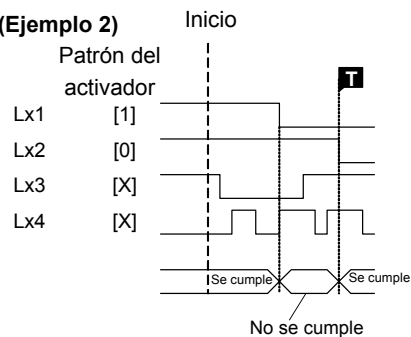 (Ejemplo 2)
Inicio
Patrón del
activador
T
Lx1 [1]
Lx2 [0]
Lx3 [X]
Lx4 [X]
Se cumple
Se cumple
No se cumple